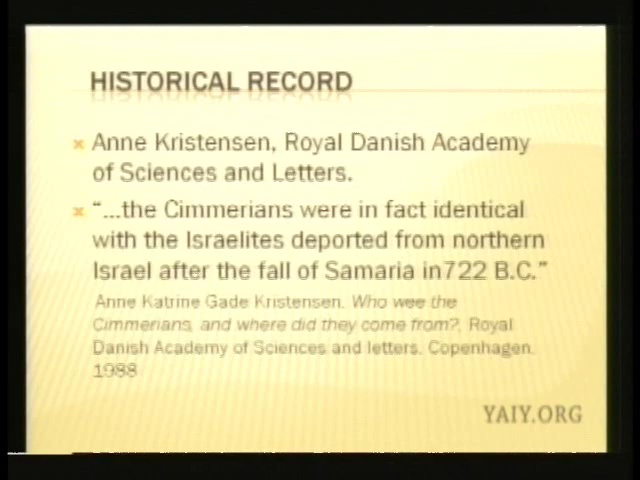 HISTORICAL RECORD
Anne Kristensen, Royal Danish Academy
of Sciences and Letters.
"...the Cimmerians were in fact identical
with the Israelites deported from northern
Israel after the fall of Samaria in722 B.C."
Anne Katrine Gade Kristensen. Who wee the
Cimmerians, and where did they come from?, Royal
Danish Academy of Sciences and letters. Copenhagen.
1988
YAIY.ORG